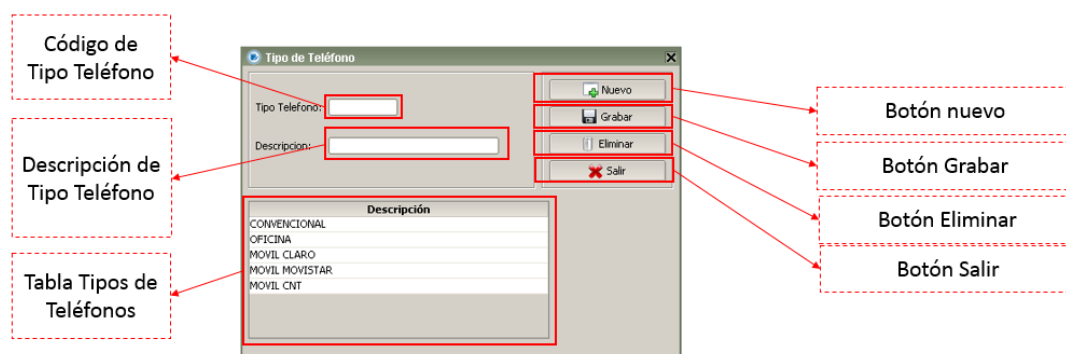 Código de
Tipo Teléfono
Descripción de
Tipo Teléfono
Tabla Tipos de
Teléfonos
Tipo de Teléfono
Tipo Telefono:
Descripcion:
Nuevo
Grabar
Eliminar
Salir
Descripción
CONVENCIONAL
OFICINA
MOVIL CLARO
MOVIL MOVISTAR
MOVIL CNT
Botón nuevo
Botón Grabar
Botón Eliminar
Botón Salir